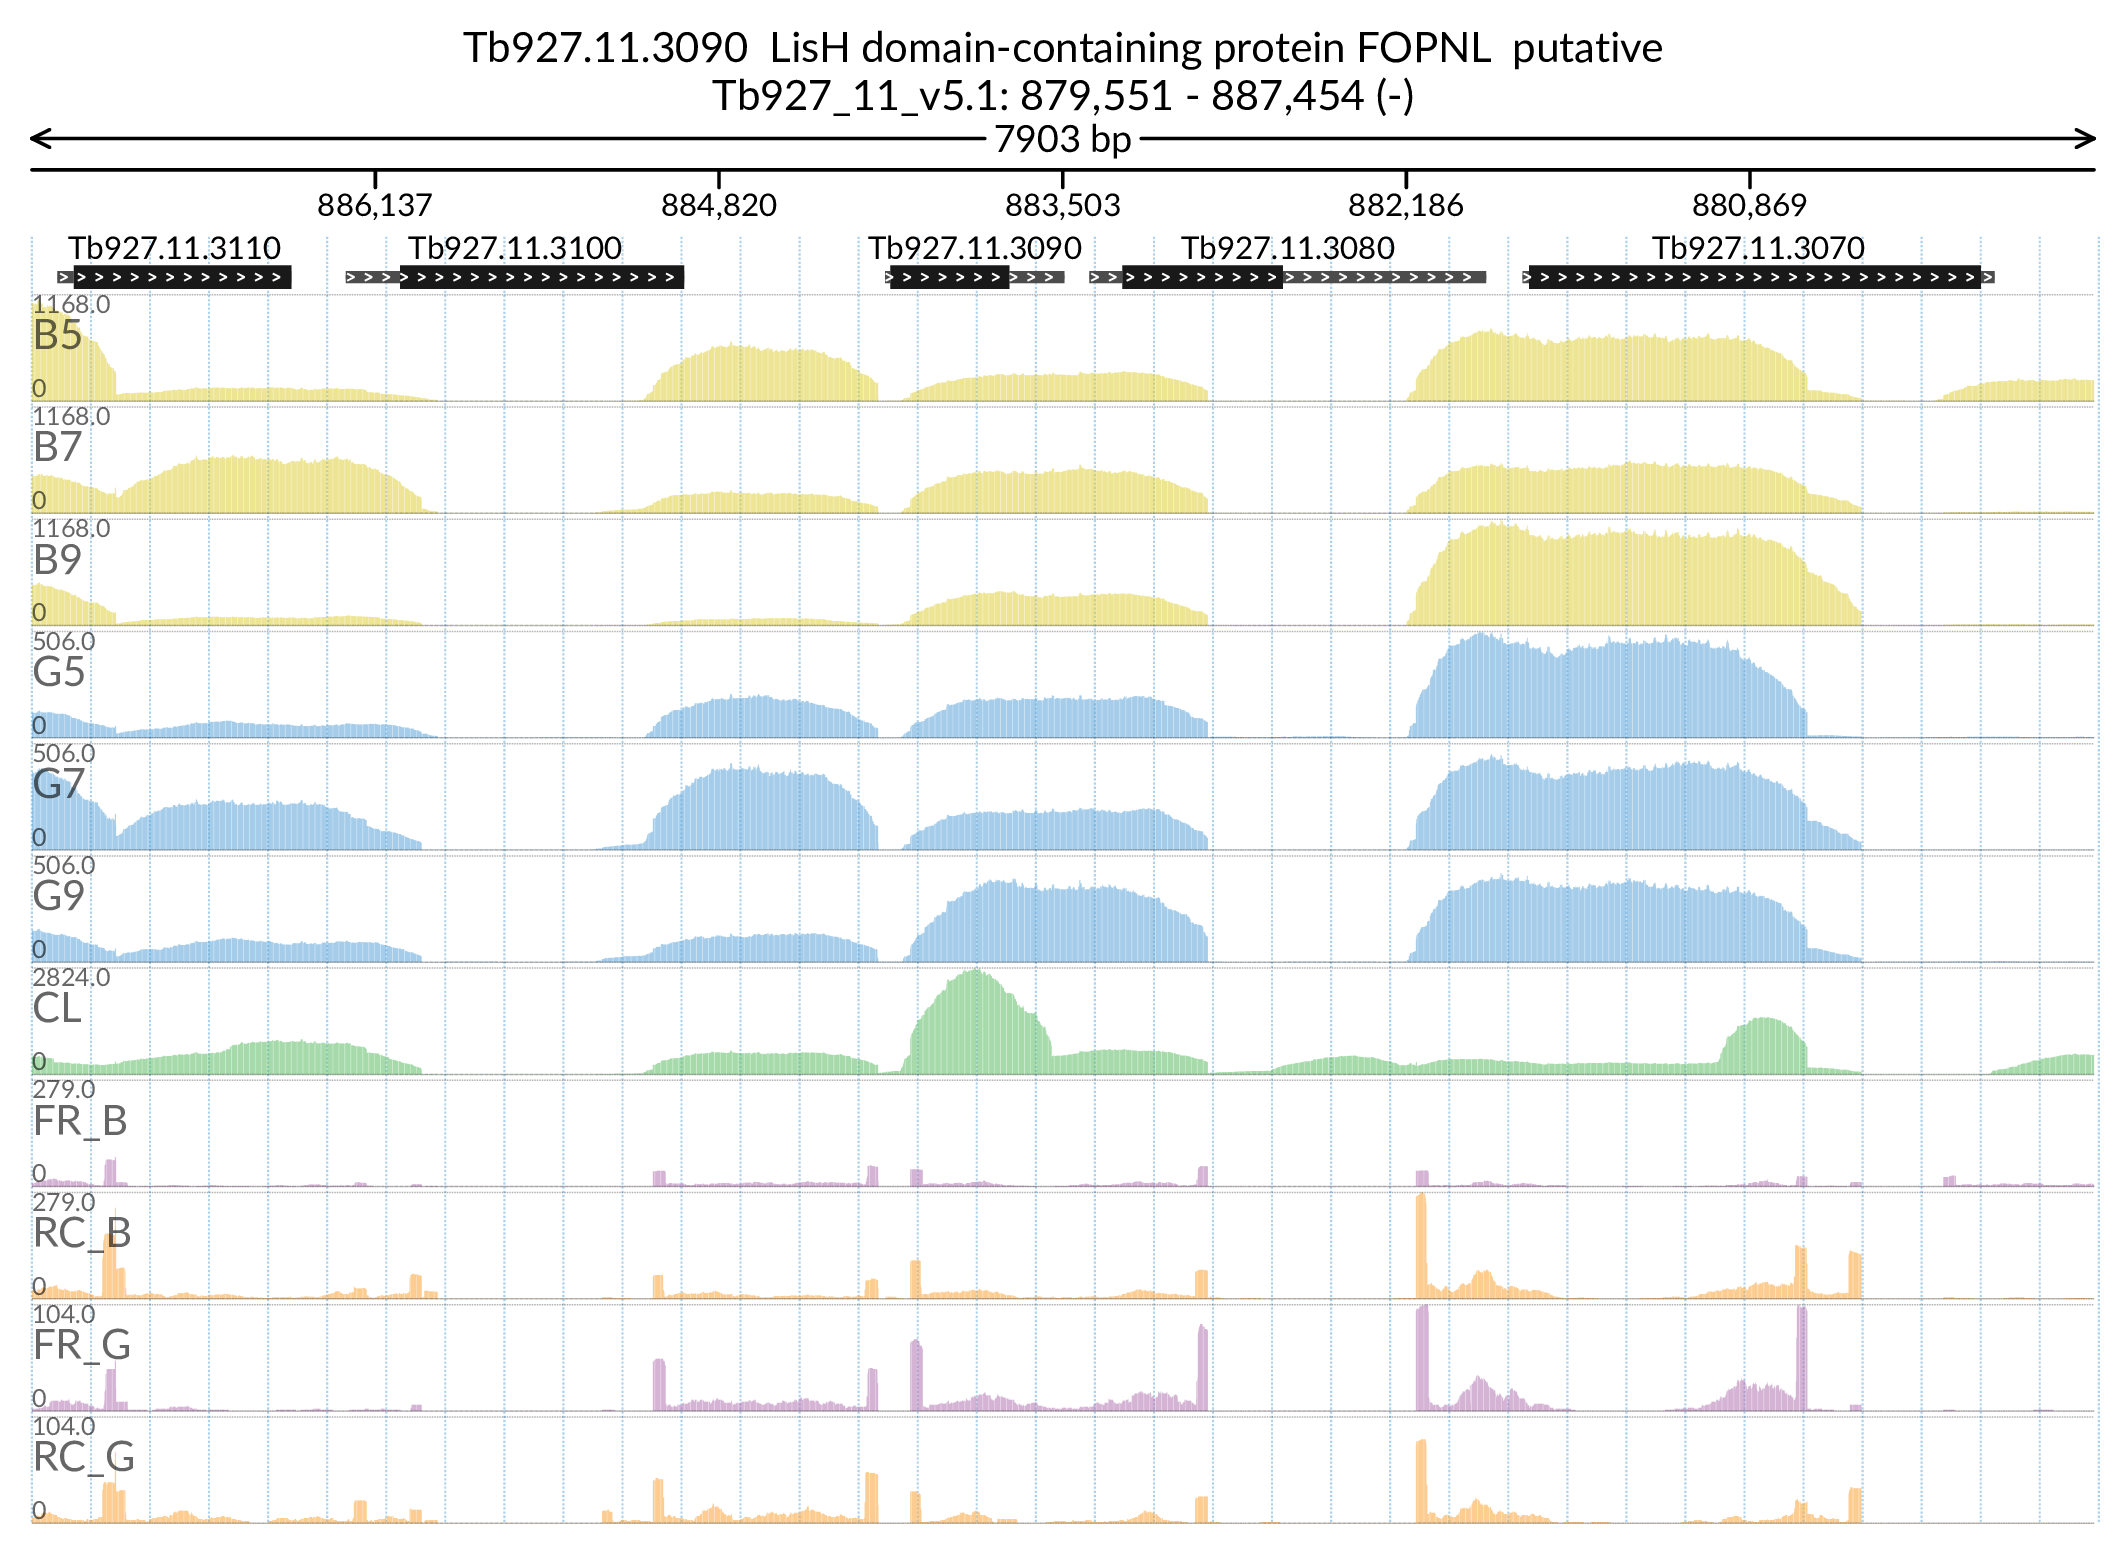 Tb927.11.3090  LisH domain-containing protein FOPNL  putative
Tb927_11_v5.1: 879,551 - 887,454 (-)
7903 bp
886,137 884,820 883,503 882,186 880,869
Tb927.11.3110 Tb927.11.3100 Tb927.11.3090 Tb927.11.3080 Tb927.11.3070
1168.0
B5
0
1168.0
B7
0
1168.0
B9
0
506.0
G5
0
506.0
G7
0
506.0
G9
0
2824.0
CL
0
279.0
FR_B
0
279.0
RC_B
0
104.0
FR_G
0
104.0
RC_G
0